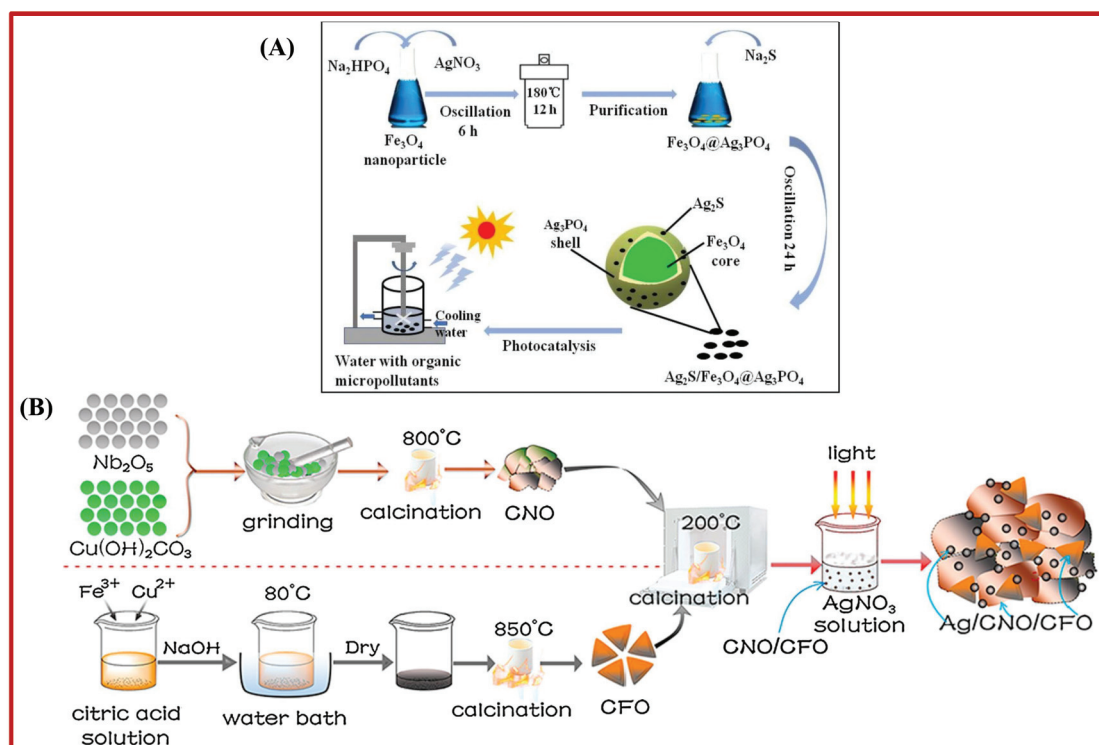 (A)
Na₂HPO₄
AgNO₃
Na₂S
180℃
12 h
Oscillation
6 h
Purification
Fe₃O₄
nanoparticle
Fe₃O₄@Ag₃PO₄
Oscillation 24 h
Ag₂S
Ag₃PO₄
shell
Fe₃O₄
core
Cooling
water
Photocatalysis
Water with organic
micropollutants
Ag₂S/Fe₃O₄@Ag₃PO₄
(B)
Nb₂O₅
Cu(OH)₂CO₃
grinding
800°C
calcination
CNO
200°C
calcination
light
AgNO₃
solution
CNO/CFO
Ag/CNO/CFO
Fe³⁺
Cu²⁺
citric acid
solution
NaOH
80°C
water bath
Dry
850°C
calcination
CFO